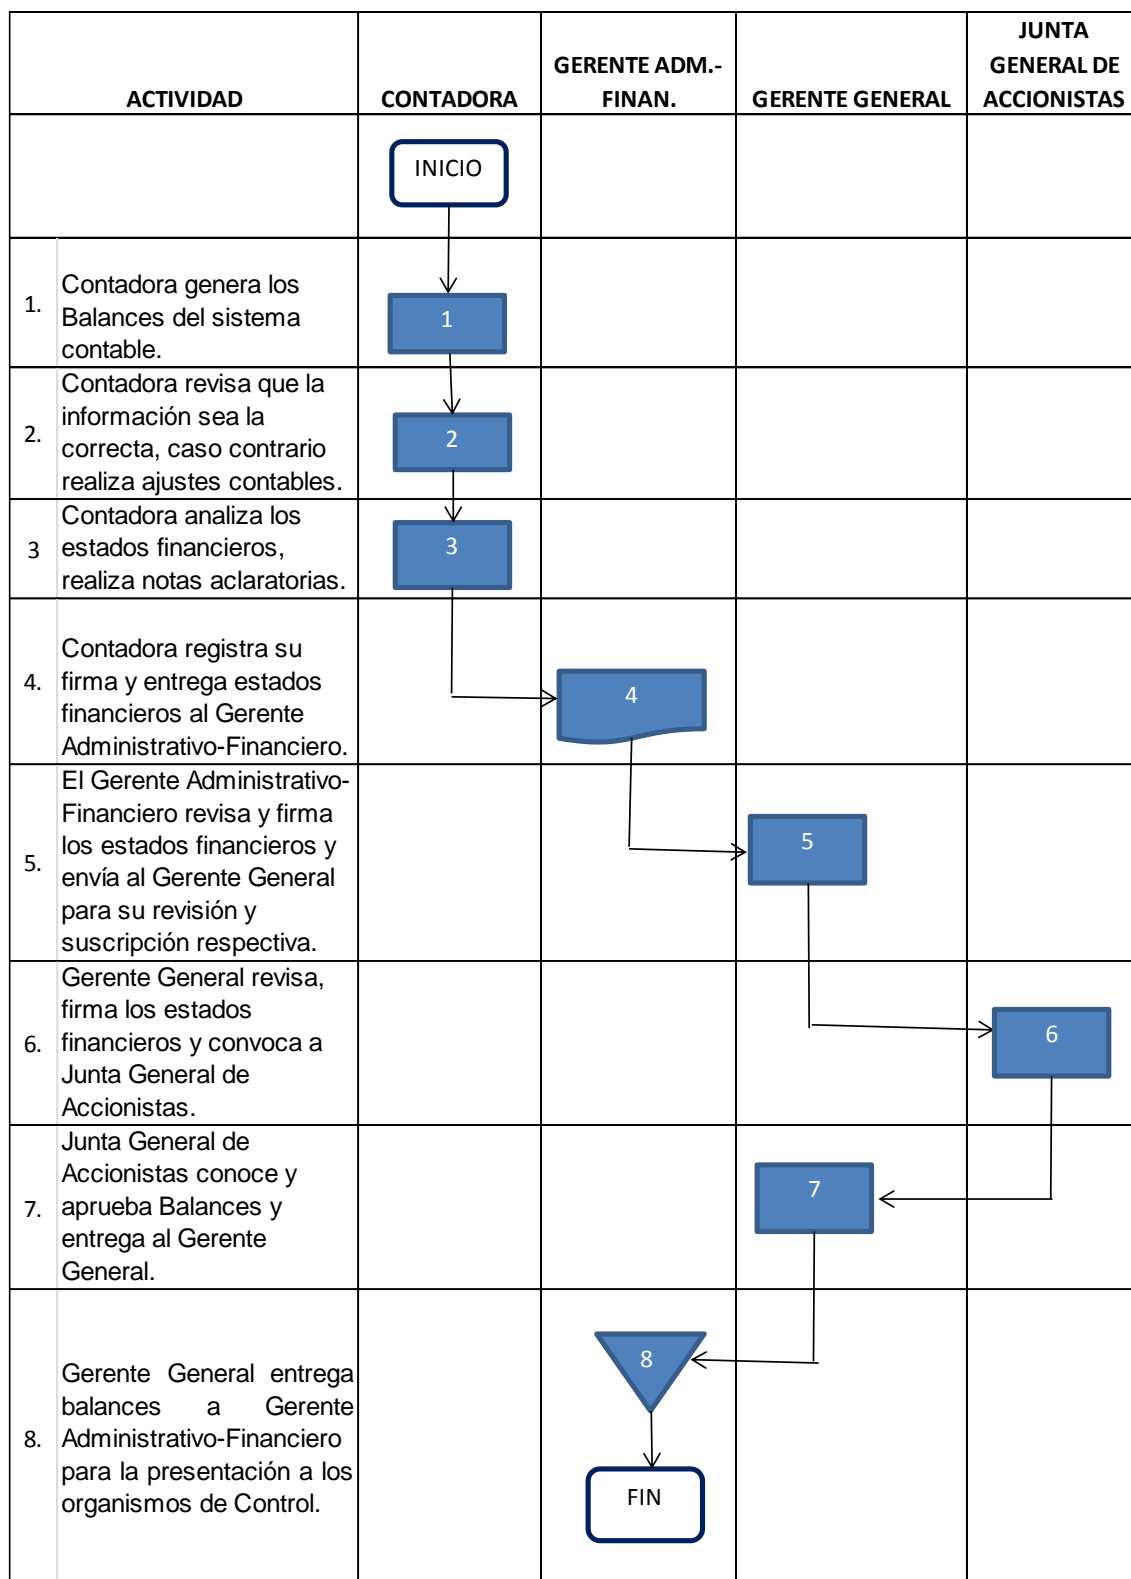 ACTIVIDAD
CONTADORA
GERENTE ADM.-
FINAN.
GERENTE GENERAL
JUNTA
GENERAL DE
ACCIONISTAS
INICIO
1.
Contadora genera los
Balances del sistema
contable.
1
2.
Contadora revisa que la
información sea la
correcta, caso contrario
realiza ajustes contables.
2
3
Contadora analiza los
estados financieros,
realiza notas aclaratorias.
3
4.
Contadora registra su
firma y entrega estados
financieros al Gerente
Administrativo-Financiero.
4
5.
El Gerente Administrativo-
Financiero revisa y firma
los estados financieros y
envía al Gerente General
para su revisión y
suscripción respectiva.
5
6.
Gerente General revisa,
firma los estados
financieros y convoca a
Junta General de
Accionistas.
6
7.
Junta General de
Accionistas conoce y
aprueba Balances y
entrega al Gerente
General.
7
8.
Gerente General entrega
balances a Gerente
Administrativo-Financiero
para la presentación a los
organismos de Control.
8
FIN